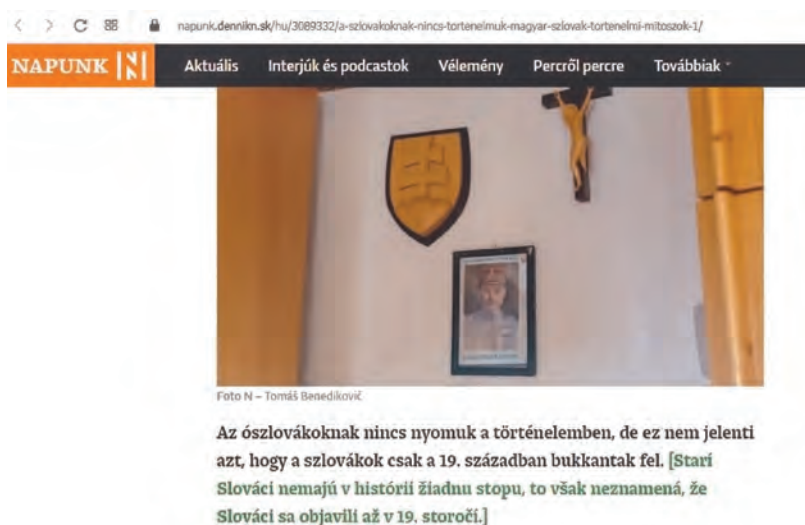 napunk.dennikn.sk/hu/3089332/a-szlovakoknak-nincs-tortenelmuk-magyar-szlovak-tortenelmi-mitoszok-1/
NAPUNK N
Aktuális Interjúk és podcastok Vélemény Percről percre Továbbiak
Foto N – Tomáš Benedikovič
Az ószlovákoknak nincs nyomuk a történelemben, de ez nem jelenti
azt, hogy a szlovákok csak a 19. században bukkantak fel. [Starí
Slováci nemajú v histórii žiadnu stopu, to však neznamená, že
Slováci sa objavili až v 19. storočí.]